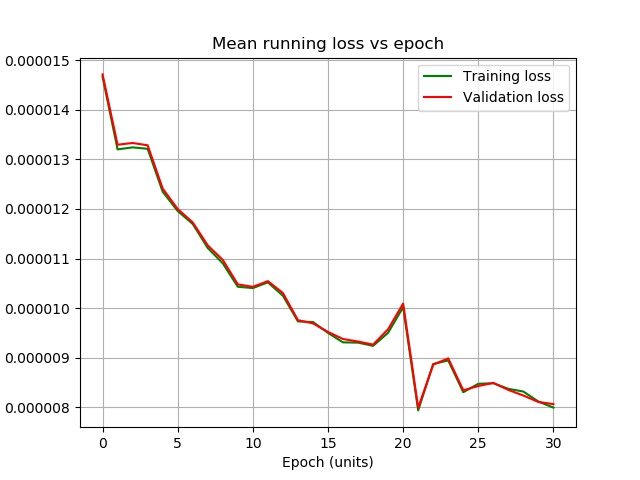 Mean running loss vs epoch
0.000015
0.000014
0.000013
0.000012
0.000011
0.000010
0.000009
0.000008
Training loss
Validation loss
0 5 10 15 20 25 30
Epoch (units)